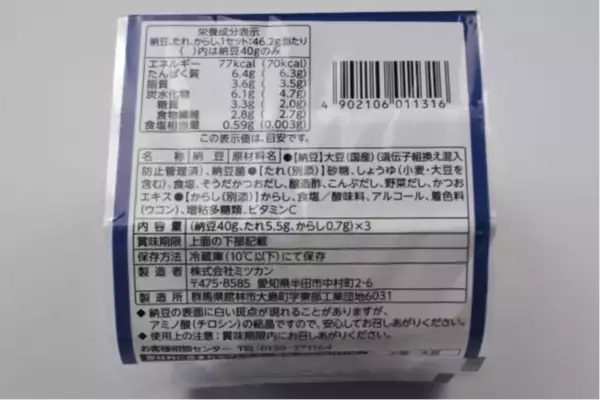 栄養成分表示
納豆、たれ、からし、1セット:46.2g当たり
( )内は納豆40gのみ
エネルギー 77kcal (70kcal)
たんぱく質 6.4g (6.3g)
脂質 3.6g (3.5g)
炭水化物 6.1g (4.7g)
糖質 3.3g (2.0g)
食物繊維 2.8g (2.7g)
食塩相当量 0.59g (0.003g)
この表示値は、目安です。
4 902106 011316
名称 納豆 原材料名 ●【納豆】大豆(国産)(遺伝子組換え混入
防止管理済)、納豆菌●【たれ(別添)】砂糖、しょうゆ(小麦・大豆を
含む)、食塩、そうだかつおだし、醸造酢、こんぶだし、野菜だし、かつお
エキス●【からし(別添)】からし、食塩/酸味料、アルコール、着色料
(ウコン)、増粘多糖類、ビタミンC
内容量 (納豆40g、たれ5.5g、からし0.7g)×3
賞味期限 上面の下部記載
保存方法 冷蔵庫(10℃以下)にて保存
製造者 株式会社ミツカン
〒475-8585 愛知県半田市中村町2-6
製造所 群馬県館林市大島町字東部工業団地6031
◆納豆の表面に白い斑点が現れることがありますが、
アミノ酸(チロシン)の結晶ですので、安心してお召しあがりください。
◆使用上の注意:賞味期限内にお召しあがりください。
お客様相談センター TEL